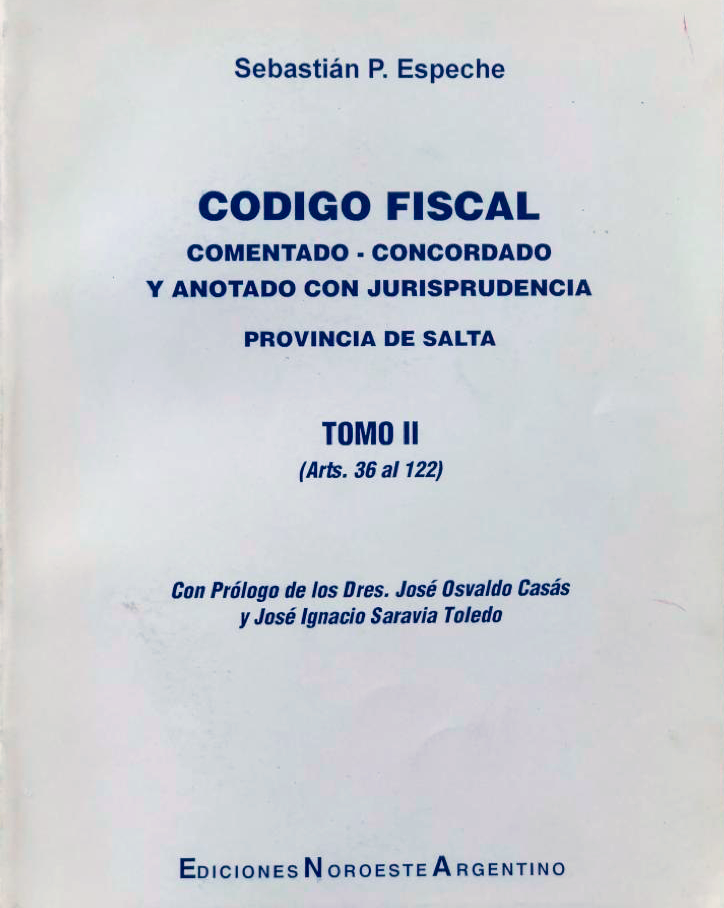 Sebastián P. Espeche
CODIGO FISCAL
COMENTADO - CONCORDADO
Y ANOTADO CON JURISPRUDENCIA
PROVINCIA DE SALTA
TOMO II
(Arts. 36 al 122)
Con Prólogo de los Dres. José Osvaldo Casás
y José Ignacio Saravia Toledo
EDICIONES NOROESTE ARGENTINO